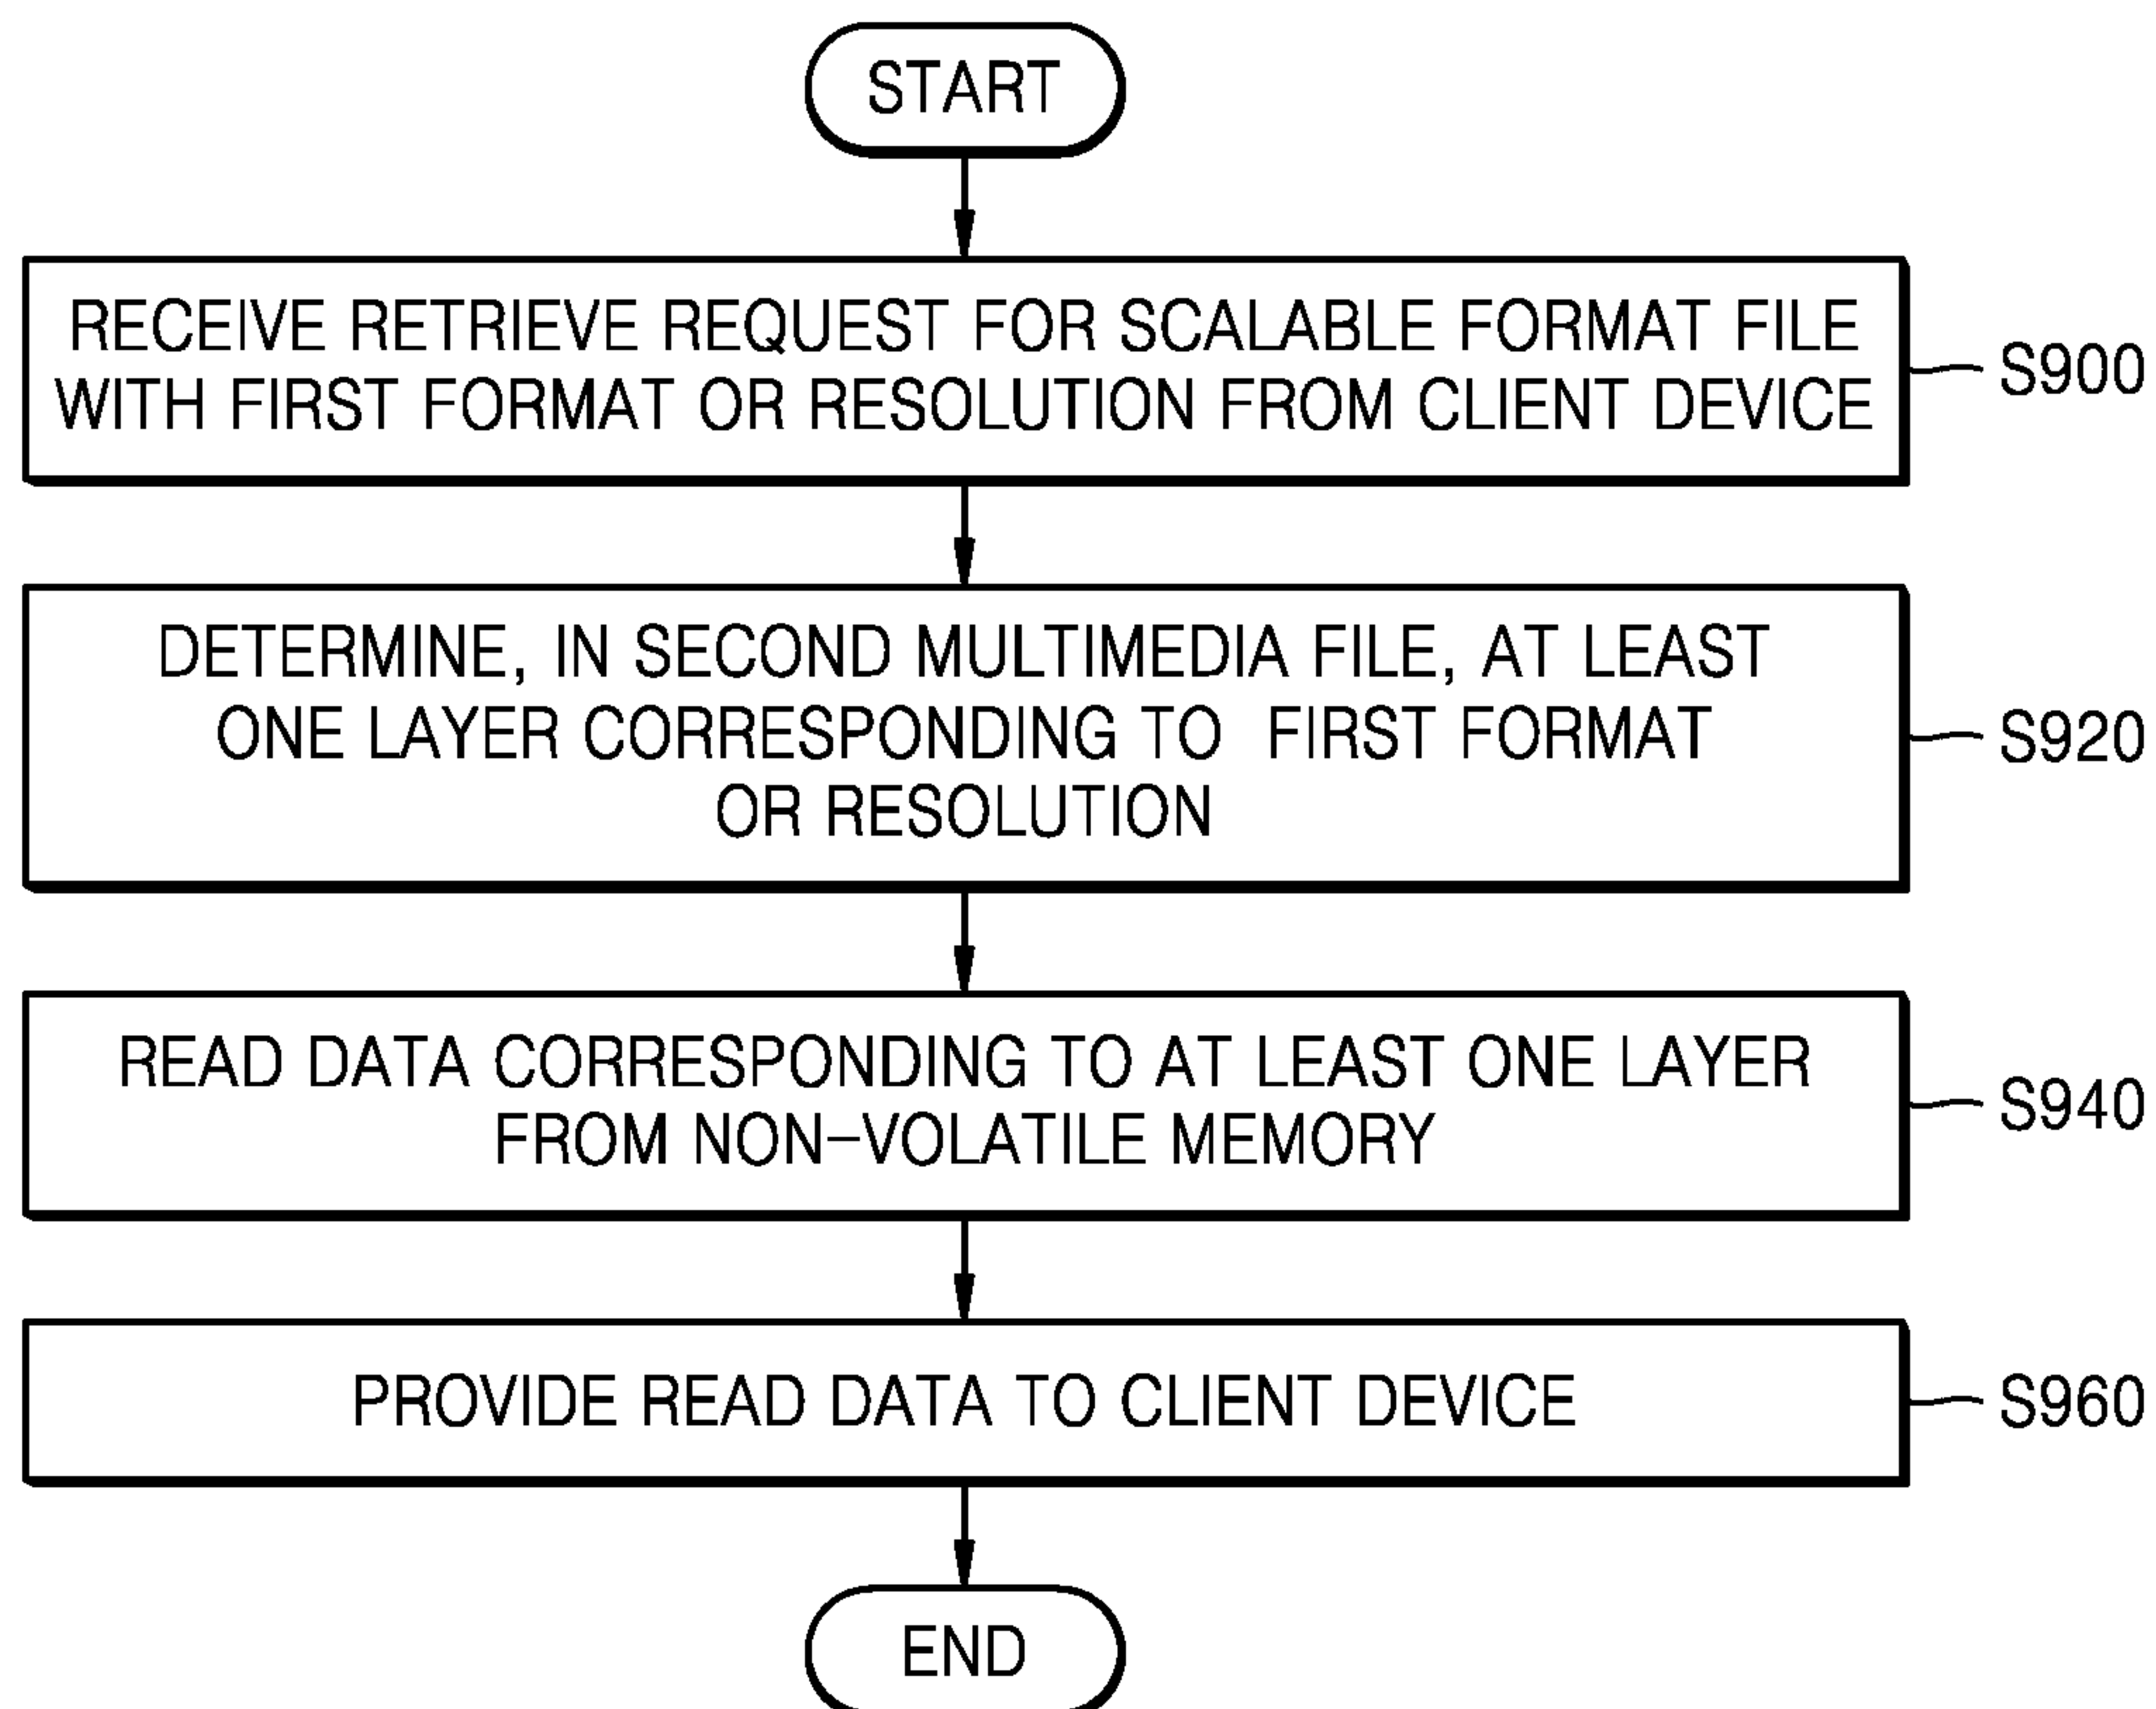 START
RECEIVE RETRIEVE REQUEST FOR SCALABLE FORMAT FILE
WITH FIRST FORMAT OR RESOLUTION FROM CLIENT DEVICE
S900
DETERMINE, IN SECOND MULTIMEDIA FILE, AT LEAST
ONE LAYER CORRESPONDING TO FIRST FORMAT
OR RESOLUTION
S920
READ DATA CORRESPONDING TO AT LEAST ONE LAYER
FROM NON-VOLATILE MEMORY
S940
PROVIDE READ DATA TO CLIENT DEVICE
S960
END